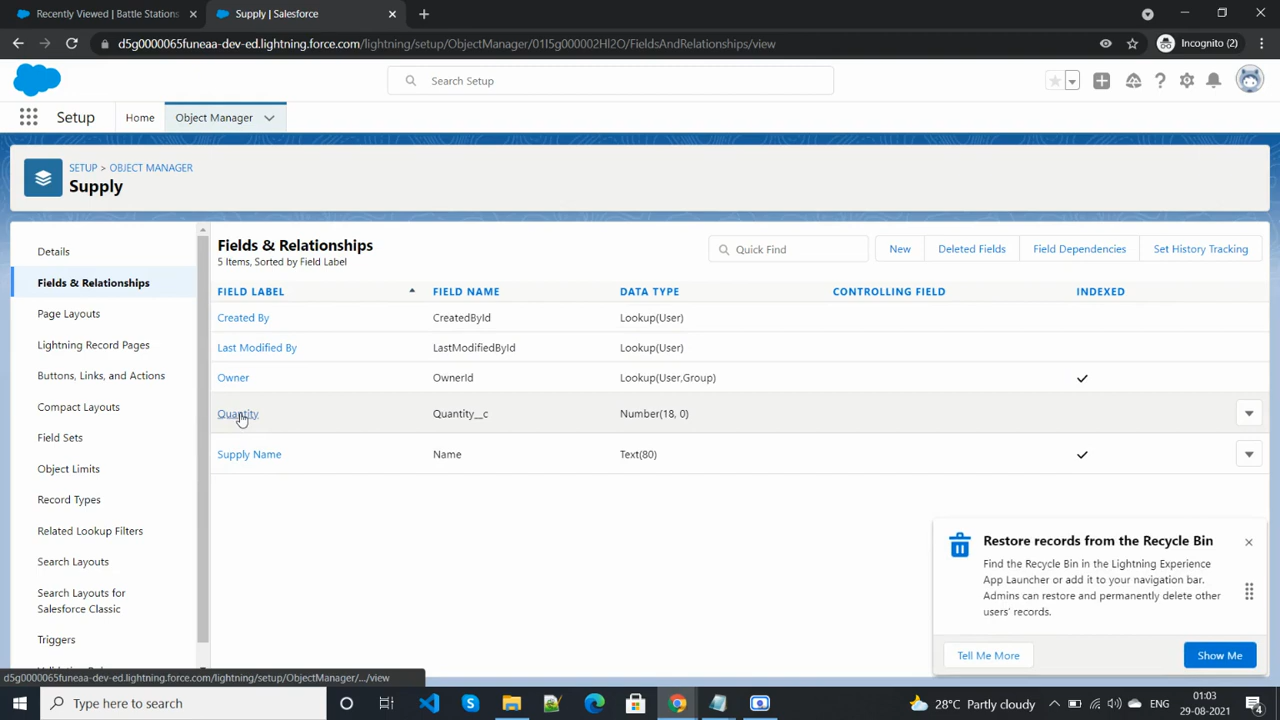 Recently Viewed | Battle Stations
Supply | Salesforce
d5g0000065funeaa-dev-ed.lightning.force.com/lightning/setup/ObjectManager/01I5g000002Hl2O/FieldsAndRelationships/view
Incognito (2)
Search Setup
Setup
Home
Object Manager
SETUP > OBJECT MANAGER
Supply
Details
Fields & Relationships
Page Layouts
Lightning Record Pages
Buttons, Links, and Actions
Compact Layouts
Field Sets
Object Limits
Record Types
Related Lookup Filters
Search Layouts
Search Layouts for
Salesforce Classic
Triggers
Fields & Relationships
5 Items, Sorted by Field Label
Quick Find
New
Deleted Fields
Field Dependencies
Set History Tracking
FIELD LABEL FIELD NAME DATA TYPE CONTROLLING FIELD INDEXED
Created By CreatedById Lookup(User)
Last Modified By LastModifiedById Lookup(User)
Owner OwnerId Lookup(User,Group)
Quantity Quantity__c Number(18, 0)
Supply Name Name Text(80)
Restore records from the Recycle Bin
Find the Recycle Bin in the Lightning Experience
App Launcher or add it to your navigation bar.
Admins can restore and permanently delete other
users' records.
Tell Me More
Show Me
d5g0000065funeaa-dev-ed.lightning.force.com/lightning/setup/ObjectManager/.../view
Type here to search
28°C Partly cloudy
ENG
01:03
29-08-2021
4